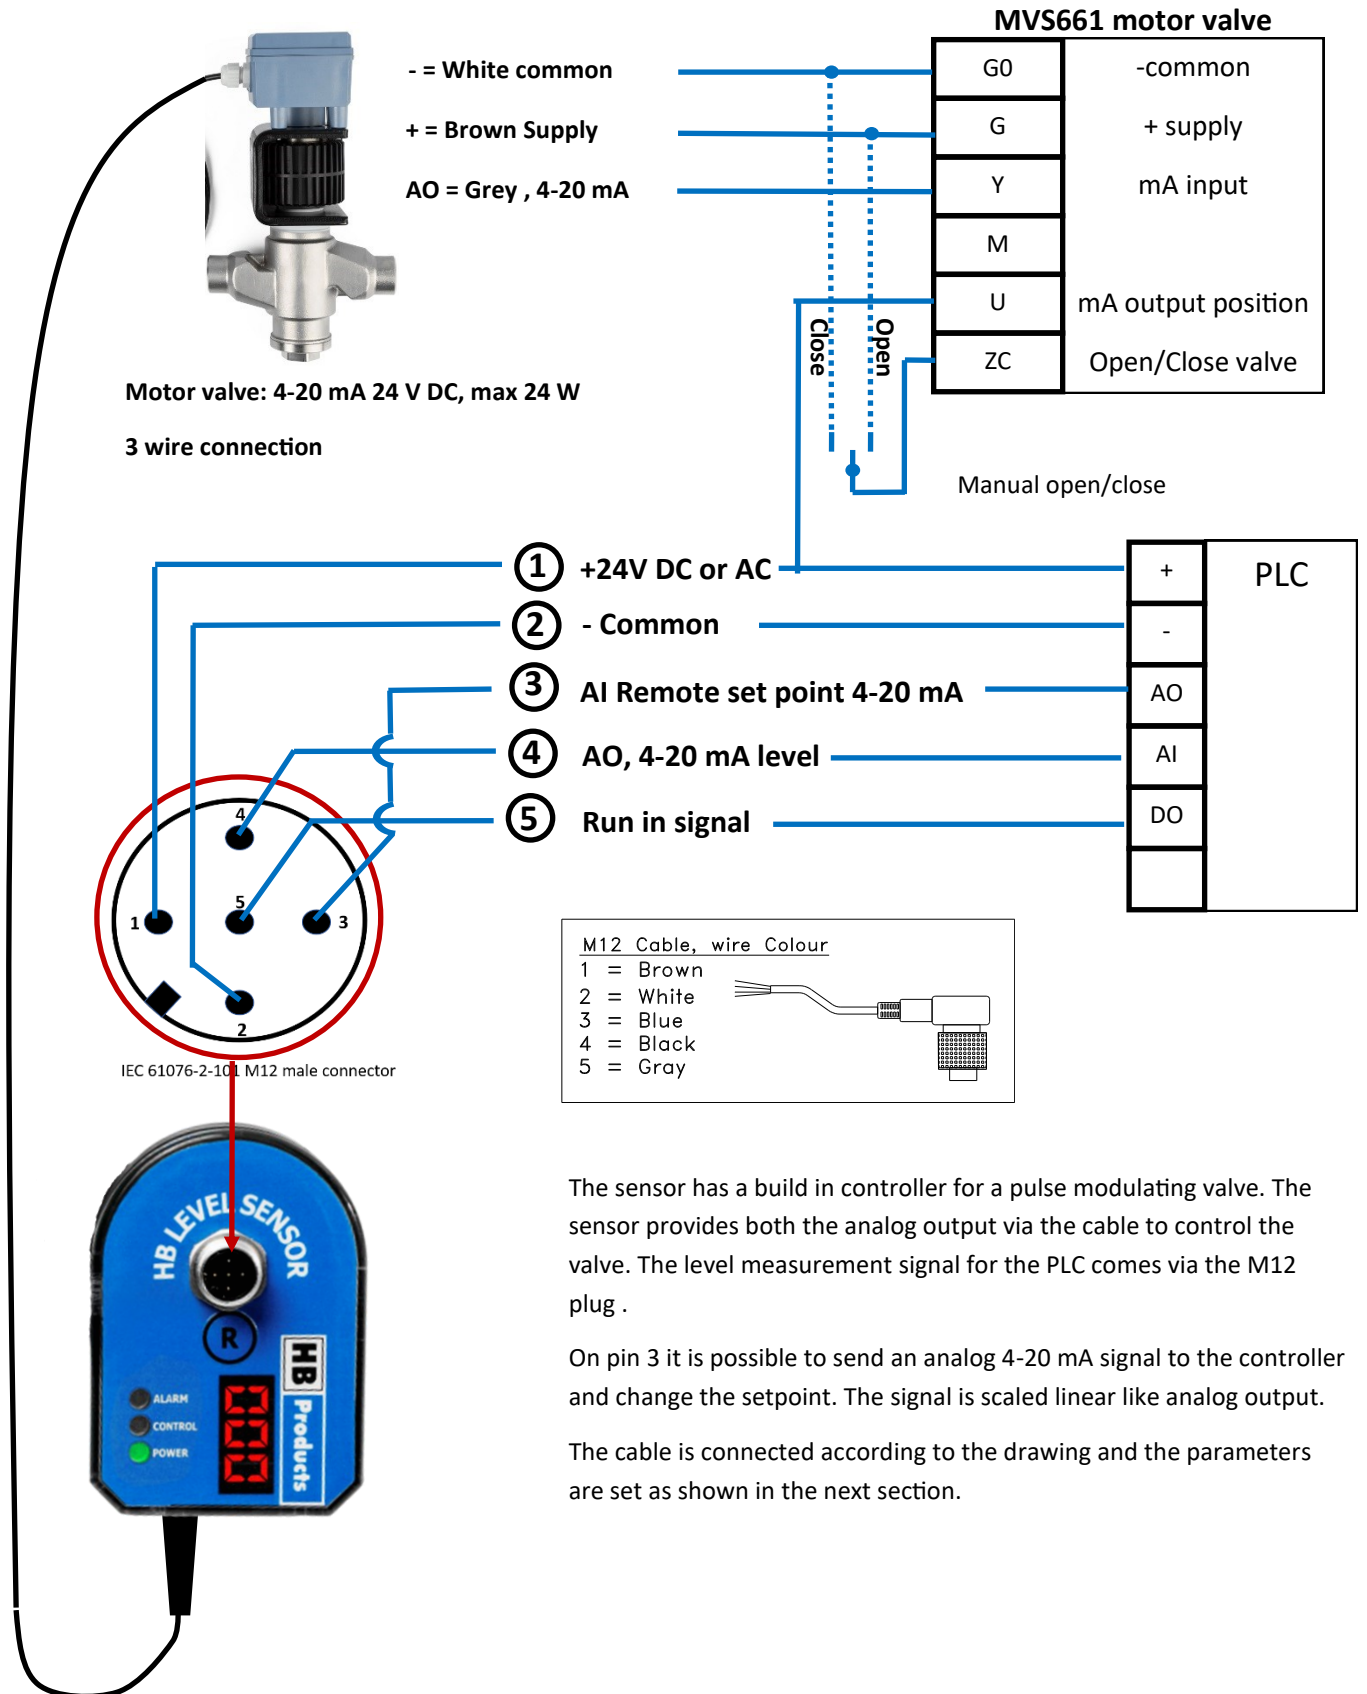 MVS661 motor valve
- = White common
G0
-common
+ = Brown Supply
G
+ supply
AO = Grey , 4-20 mA
Y
mA input
M
U
mA output position
Close
Open
ZC
Open/Close valve
Motor valve: 4-20 mA 24 V DC, max 24 W
3 wire connection
Manual open/close
1 +24V DC or AC
+
PLC
2 - Common
-
3 AI Remote set point 4-20 mA
AO
4 AO, 4-20 mA level
AI
5 Run in signal
DO
4
5
1
3
2
IEC 61076-2-101 M12 male connector
M12 Cable, wire Colour
1 = Brown
2 = White
3 = Blue
4 = Black
5 = Gray
HB LEVEL SENSOR
R
HB Products
ALARM
CONTROL
POWER
000
The sensor has a build in controller for a pulse modulating valve. The
sensor provides both the analog output via the cable to control the
valve. The level measurement signal for the PLC comes via the M12
plug .
On pin 3 it is possible to send an analog 4-20 mA signal to the controller
and change the setpoint. The signal is scaled linear like analog output.
The cable is connected according to the drawing and the parameters
are set as shown in the next section.